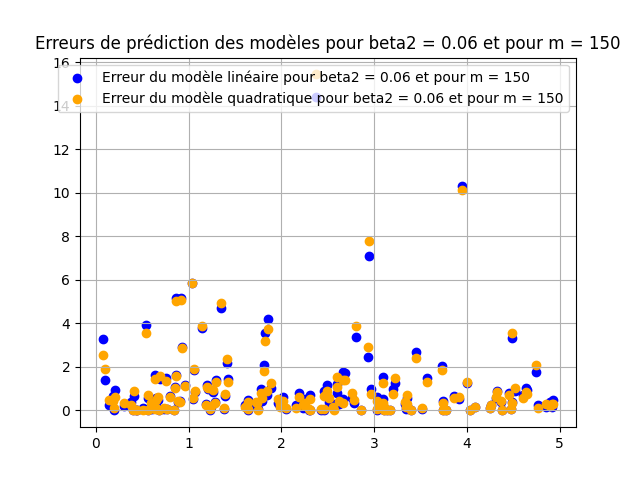 Erreurs de prédiction des modèles pour beta2 = 0.06 et pour m = 150
Erreur du modèle linéaire pour beta2 = 0.06 et pour m = 150
Erreur du modèle quadratique pour beta2 = 0.06 et pour m = 150
16
14
12
10
8
6
4
2
0
0 1 2 3 4 5